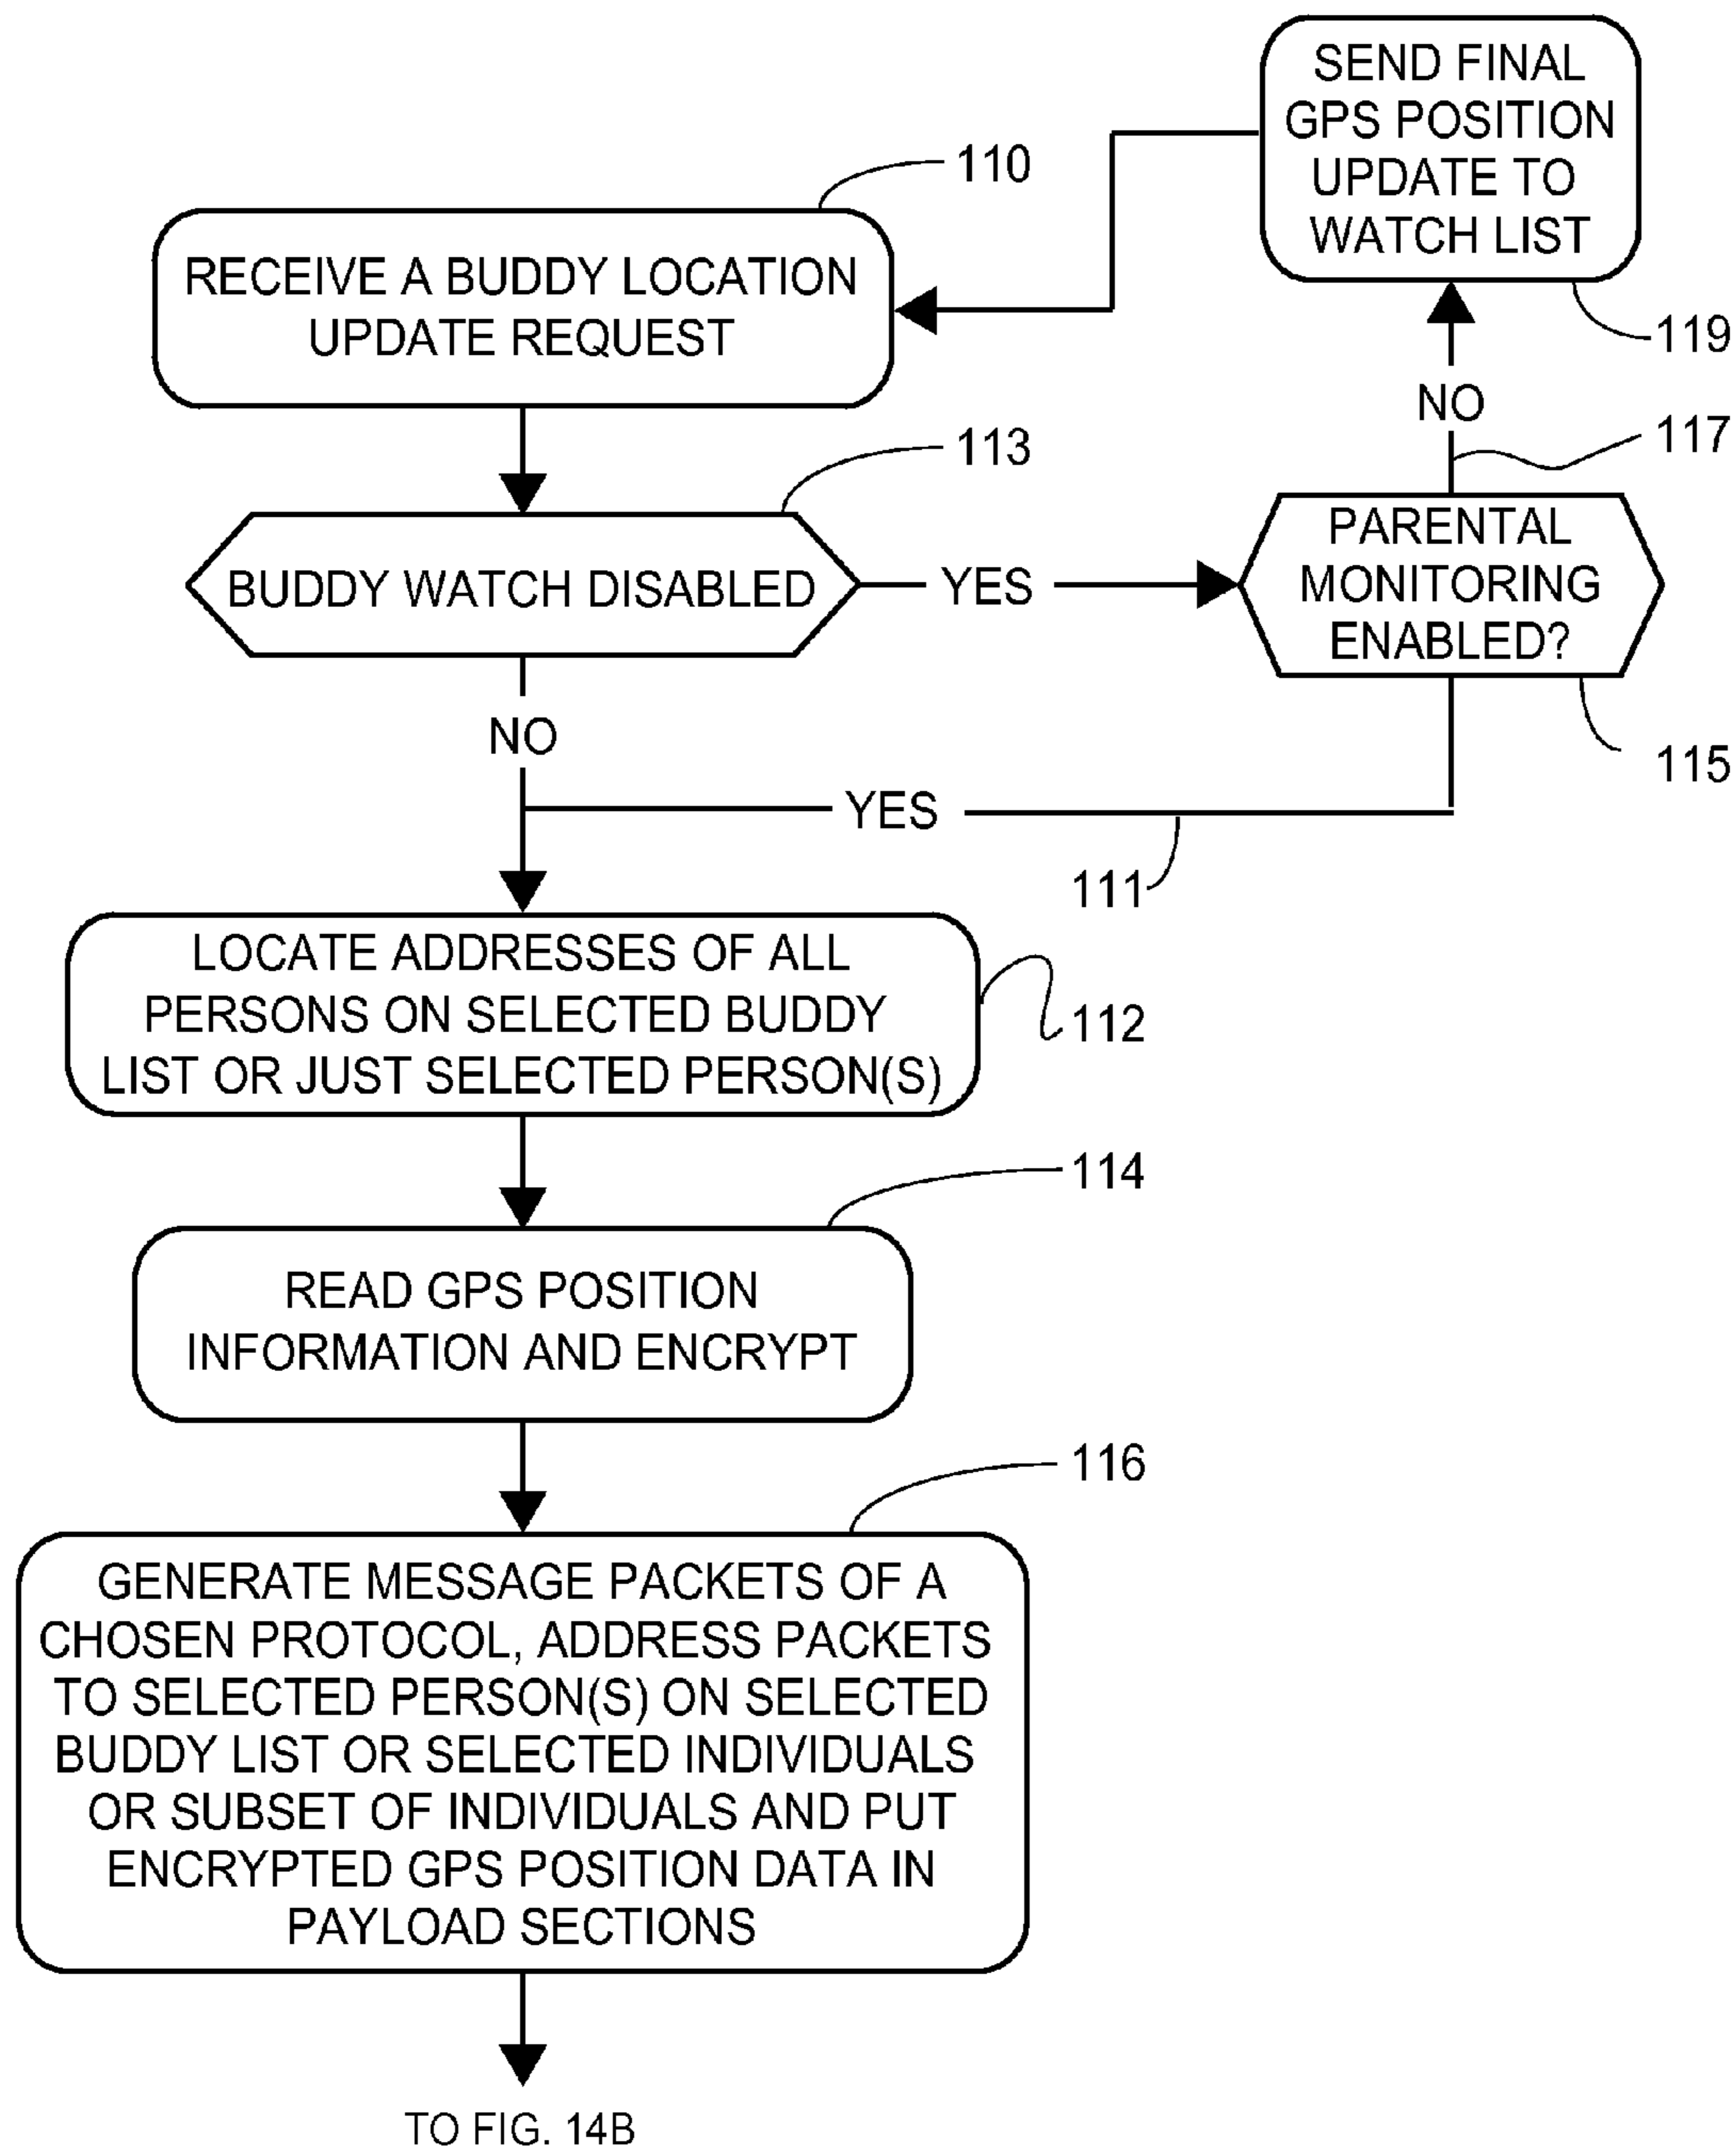 SEND FINAL
GPS POSITION
UPDATE TO
WATCH LIST
119
110
RECEIVE A BUDDY LOCATION
UPDATE REQUEST
NO
117
113
BUDDY WATCH DISABLED
YES
PARENTAL
MONITORING
ENABLED?
115
NO
YES
111
LOCATE ADDRESSES OF ALL
PERSONS ON SELECTED BUDDY
LIST OR JUST SELECTED PERSON(S)
112
114
READ GPS POSITION
INFORMATION AND ENCRYPT
116
GENERATE MESSAGE PACKETS OF A
CHOSEN PROTOCOL, ADDRESS PACKETS
TO SELECTED PERSON(S) ON SELECTED
BUDDY LIST OR SELECTED INDIVIDUALS
OR SUBSET OF INDIVIDUALS AND PUT
ENCRYPTED GPS POSITION DATA IN
PAYLOAD SECTIONS
TO FIG. 14B